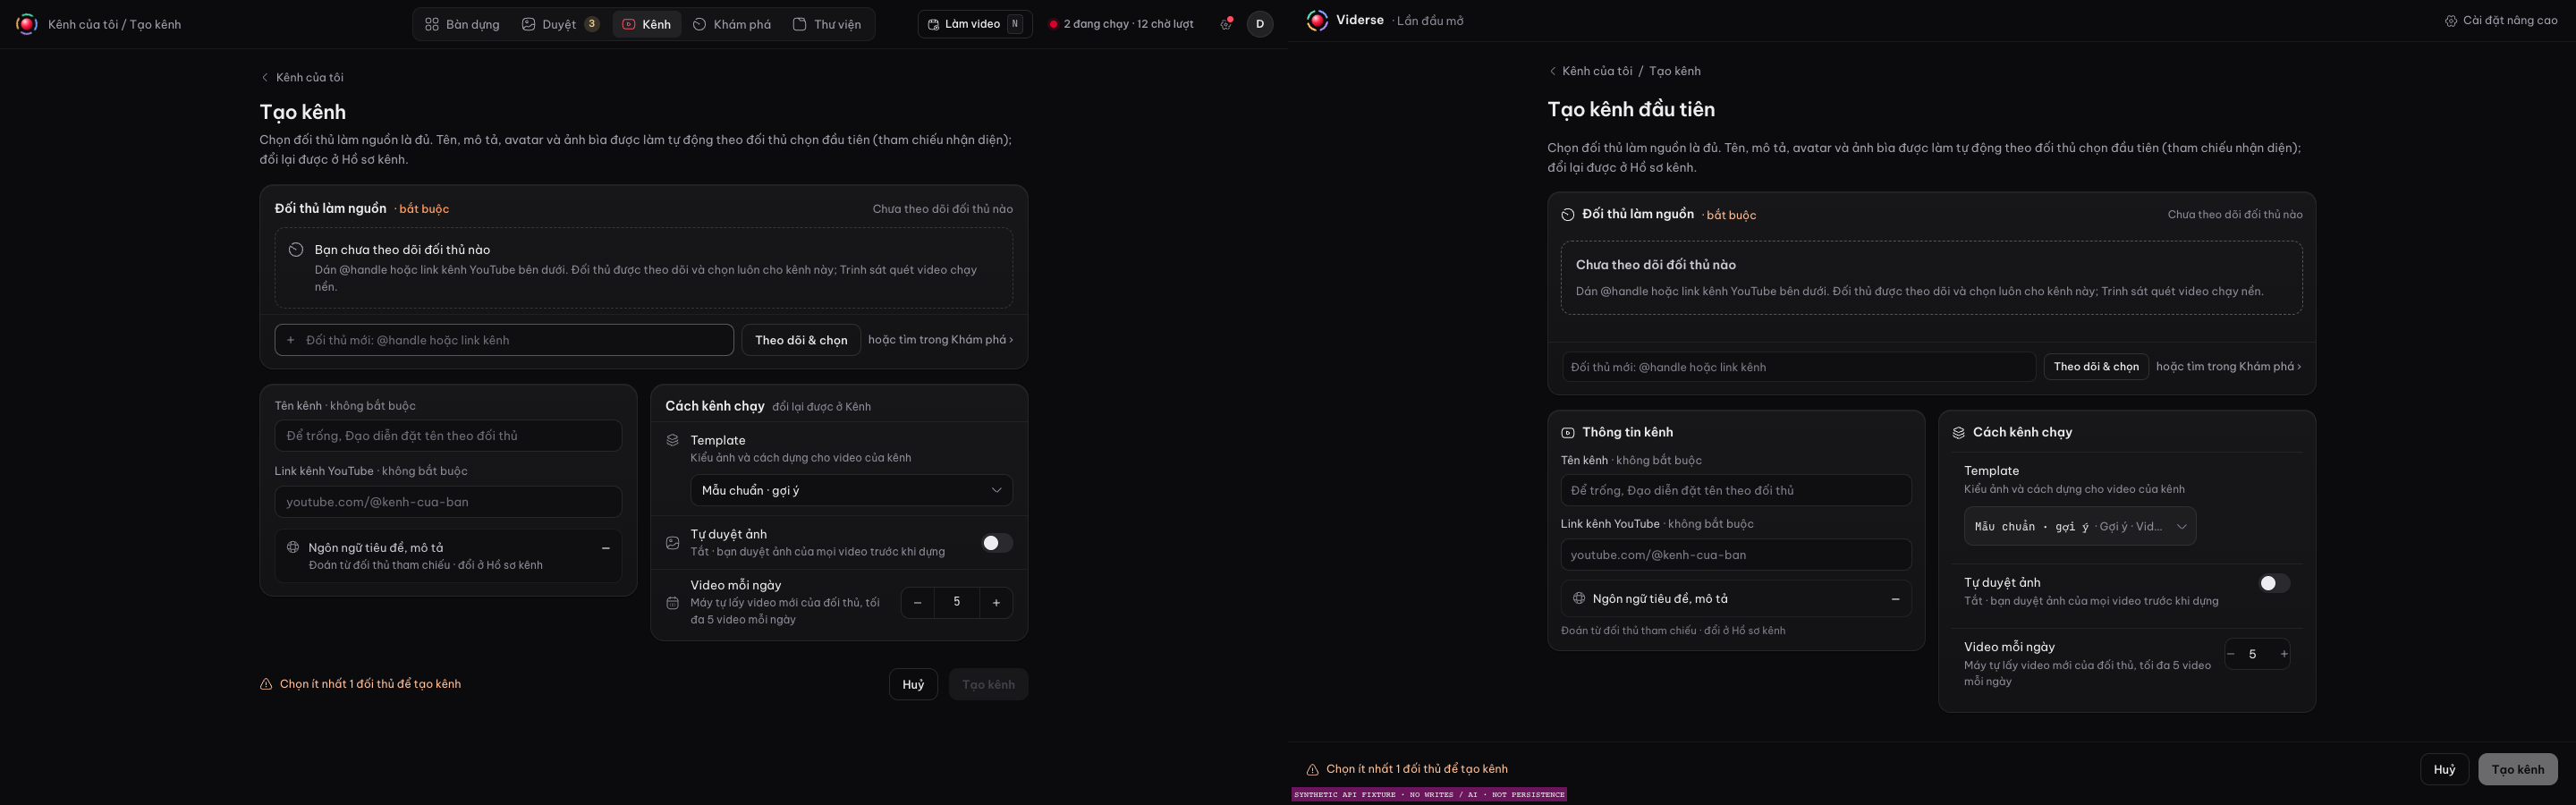 Kênh của tôi / Tạo kênh
Bàn dựng
Duyệt 3
Kênh
Khám phá
Thư viện
Làm video N
2 đang chạy · 12 chờ lượt
D
Kênh của tôi
Tạo kênh
Chọn đối thủ làm nguồn là đủ. Tên, mô tả, avatar và ảnh bìa được làm tự động theo đối thủ chọn đầu tiên (tham chiếu nhận diện);
đổi lại được ở Hồ sơ kênh.
Đối thủ làm nguồn · bắt buộc
Chưa theo dõi đối thủ nào
Bạn chưa theo dõi đối thủ nào
Dán @handle hoặc link kênh YouTube bên dưới. Đối thủ được theo dõi và chọn luôn cho kênh này; Trinh sát quét video chạy
nền.
+ Đối thủ mới: @handle hoặc link kênh
Theo dõi & chọn
hoặc tìm trong Khám phá ›
Tên kênh · không bắt buộc
Để trống, Đạo diễn đặt tên theo đối thủ
Link kênh YouTube · không bắt buộc
youtube.com/@kenh-cua-ban
Ngôn ngữ tiêu đề, mô tả –
Đoán từ đối thủ tham chiếu · đổi ở Hồ sơ kênh
Cách kênh chạy đổi lại được ở Kênh
Template
Kiểu ảnh và cách dựng cho video của kênh
Mẫu chuẩn · gợi ý
Tự duyệt ảnh
Tắt · bạn duyệt ảnh của mọi video trước khi dựng
Video mỗi ngày
Máy tự lấy video mới của đối thủ, tối
đa 5 video mỗi ngày
− 5 +
Chọn ít nhất 1 đối thủ để tạo kênh
Huỷ
Tạo kênh
Viderse · Lần đầu mở
Cài đặt nâng cao
Kênh của tôi / Tạo kênh
Tạo kênh đầu tiên
Chọn đối thủ làm nguồn là đủ. Tên, mô tả, avatar và ảnh bìa được làm tự động theo đối thủ chọn đầu tiên (tham chiếu nhận diện);
đổi lại được ở Hồ sơ kênh.
Đối thủ làm nguồn · bắt buộc
Chưa theo dõi đối thủ nào
Chưa theo dõi đối thủ nào
Dán @handle hoặc link kênh YouTube bên dưới. Đối thủ được theo dõi và chọn luôn cho kênh này; Trinh sát quét video chạy nền.
Đối thủ mới: @handle hoặc link kênh
Theo dõi & chọn
hoặc tìm trong Khám phá ›
Thông tin kênh
Tên kênh · không bắt buộc
Để trống, Đạo diễn đặt tên theo đối thủ
Link kênh YouTube · không bắt buộc
youtube.com/@kenh-cua-ban
Ngôn ngữ tiêu đề, mô tả –
Đoán từ đối thủ tham chiếu · đổi ở Hồ sơ kênh
Cách kênh chạy
Template
Kiểu ảnh và cách dựng cho video của kênh
Mẫu chuẩn · gợi ý · Gợi ý · Vid...
Tự duyệt ảnh
Tắt · bạn duyệt ảnh của mọi video trước khi dựng
Video mỗi ngày
Máy tự lấy video mới của đối thủ, tối đa 5 video
mỗi ngày
− 5 +
Chọn ít nhất 1 đối thủ để tạo kênh
Huỷ
Tạo kênh
SYNTHETIC API FIXTURE · NO WRITES / AI · NOT PERSISTENCE